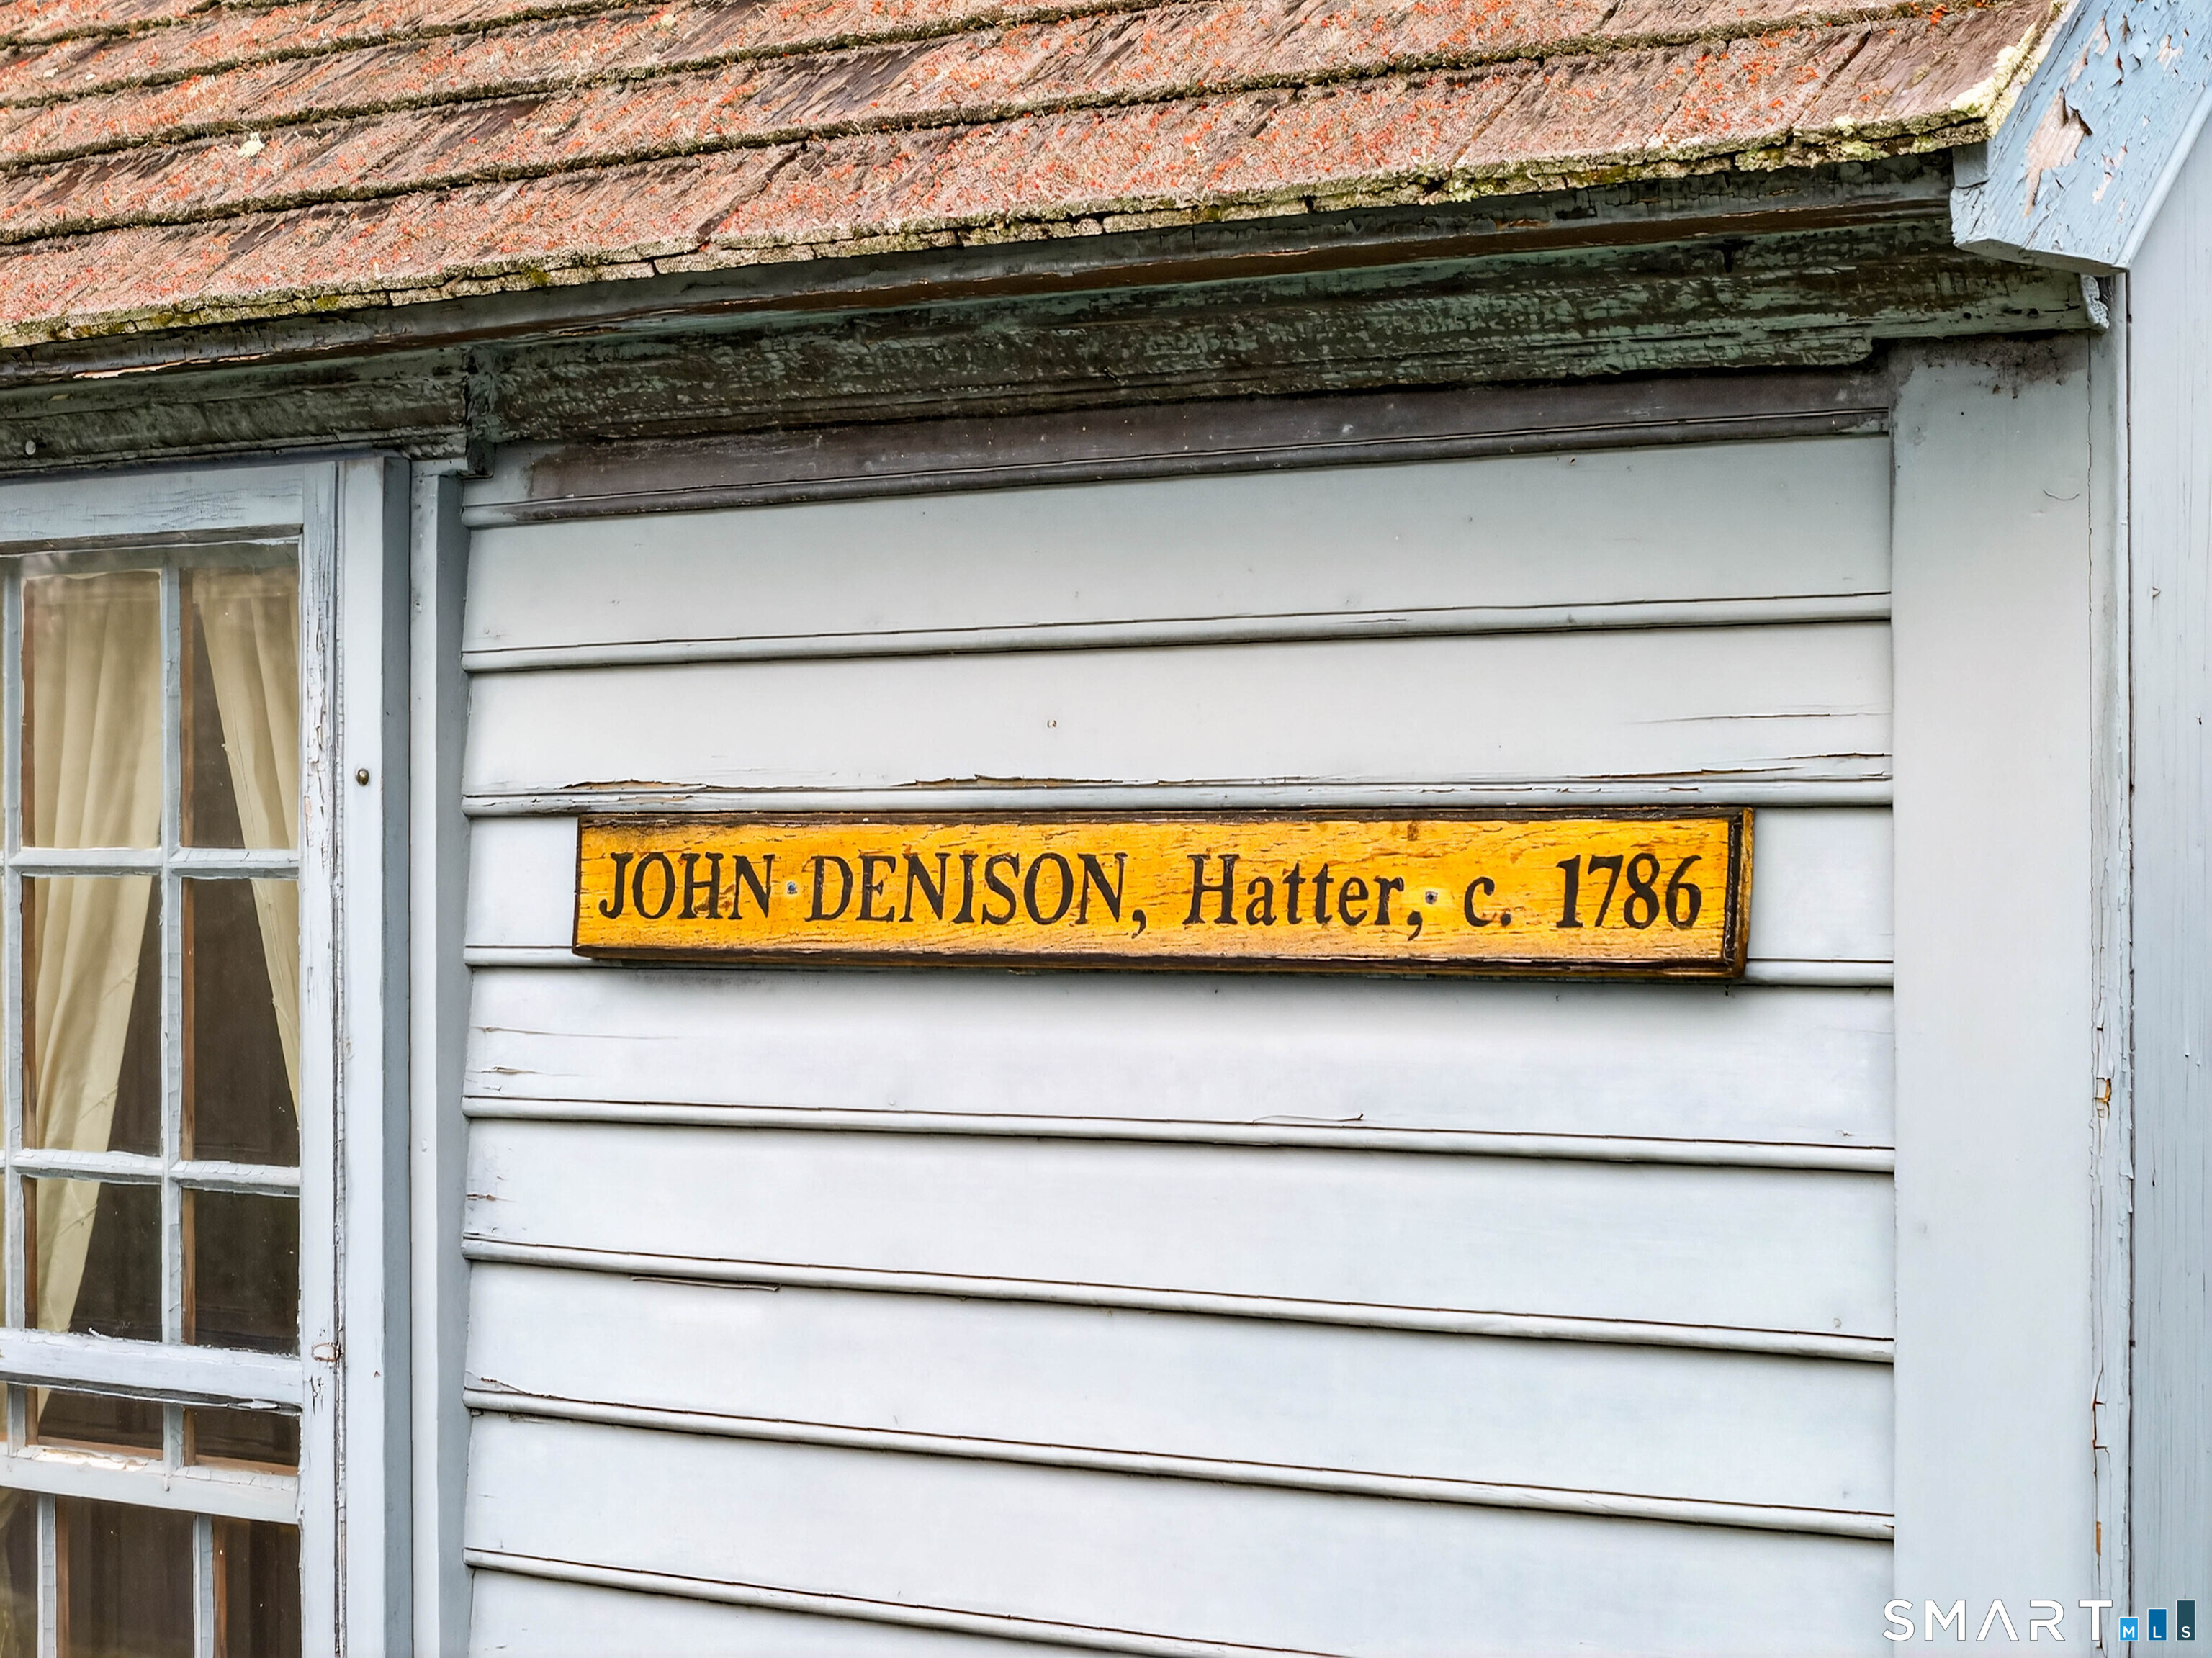 JOHN DENISON, Hatter, c. 1786
SMART MLS